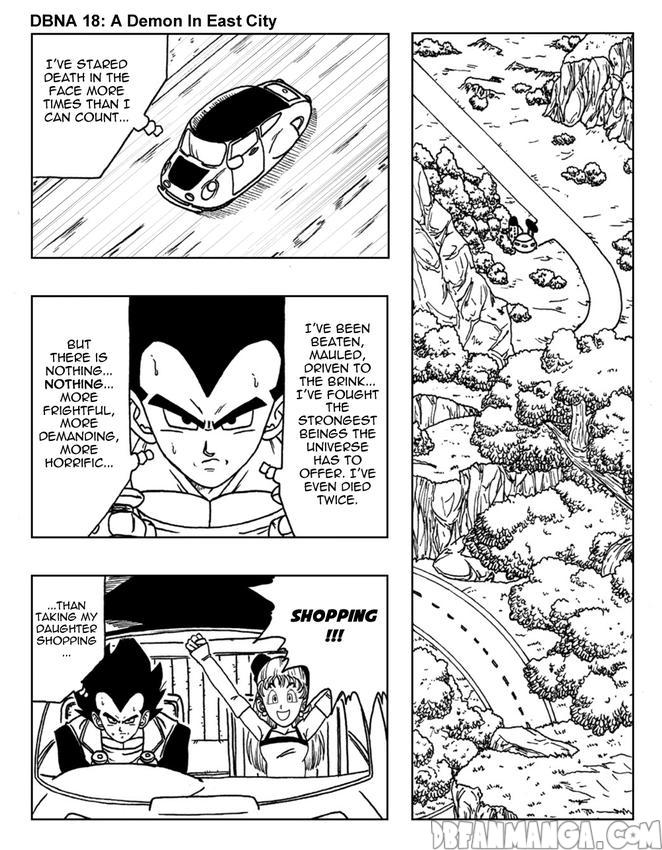 DBNA 18: A Demon In East City
I'VE STARED
DEATH IN THE
FACE MORE
TIMES THAN I
CAN COUNT...
I'VE BEEN
BEATEN,
MAULED,
DRIVEN TO
THE BRINK...
I'VE FOUGHT
THE
STRONGEST
BEINGS THE
UNIVERSE
HAS TO
OFFER. I'VE
EVEN DIED
TWICE.
BUT
THERE IS
NOTHING...
NOTHING...
MORE
FRIGHTFUL,
MORE
DEMANDING,
MORE
HORRIFIC...
...THAN
TAKING MY
DAUGHTER
SHOPPING
...
SHOPPING
!!!
DBFANMANGA.COM